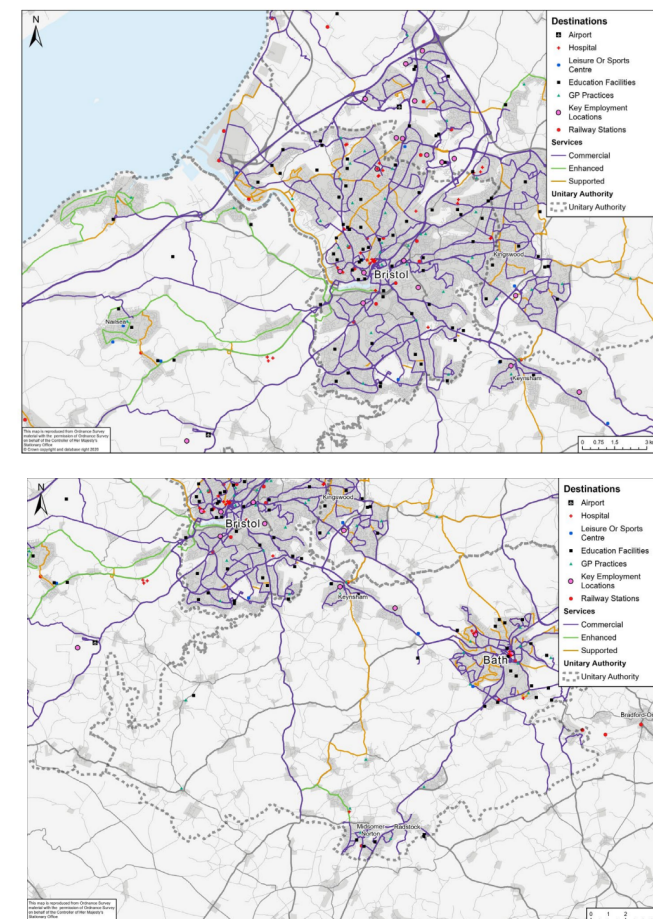 N
Destinations
Airport
Hospital
Leisure Or Sports
Centre
Education Facilities
GP Practices
Key Employment
Locations
Railway Stations
Services
Commercial
Enhanced
Supported
Unitary Authority
Unitary Authority
Kingswood
Bristol
Nailsea
Keynsham
This map is reproduced from Ordnance Survey
material with the permission of Ordnance Survey
on behalf of the Controller of Her Majesty's
Stationery Office
© Crown copyright and database right 2020
0 0.75 1.5
N
Destinations
Airport
Hospital
Leisure Or Sports
Centre
Education Facilities
GP Practices
Key Employment
Locations
Railway Stations
Services
Commercial
Enhanced
Supported
Unitary Authority
Unitary Authority
Kingswood
Bristol
Keynsham
Bath
Midsomer
Norton
Radstock
This map is reproduced from Ordnance Survey
material with the permission of Ordnance Survey
on behalf of the Controller of Her Majesty's
Stationery Office
0 1 2